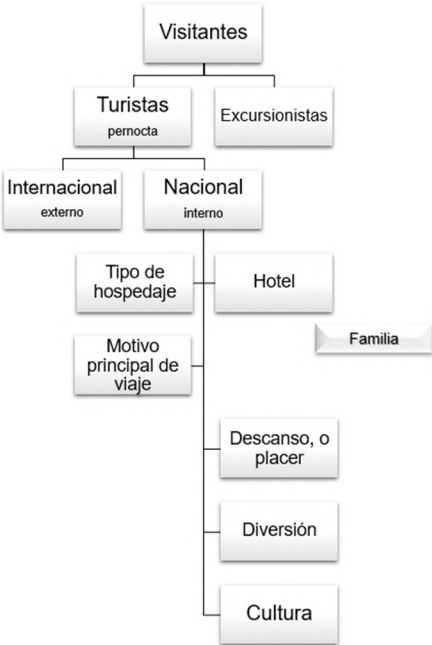 Visitantes
Turistas
pernocta
Excursionistas
Internacional
externo
Nacional
interno
Tipo de
hospedaje
Hotel
Familia
Motivo
principal de
viaje
Descanso, o
placer
Diversión
Cultura